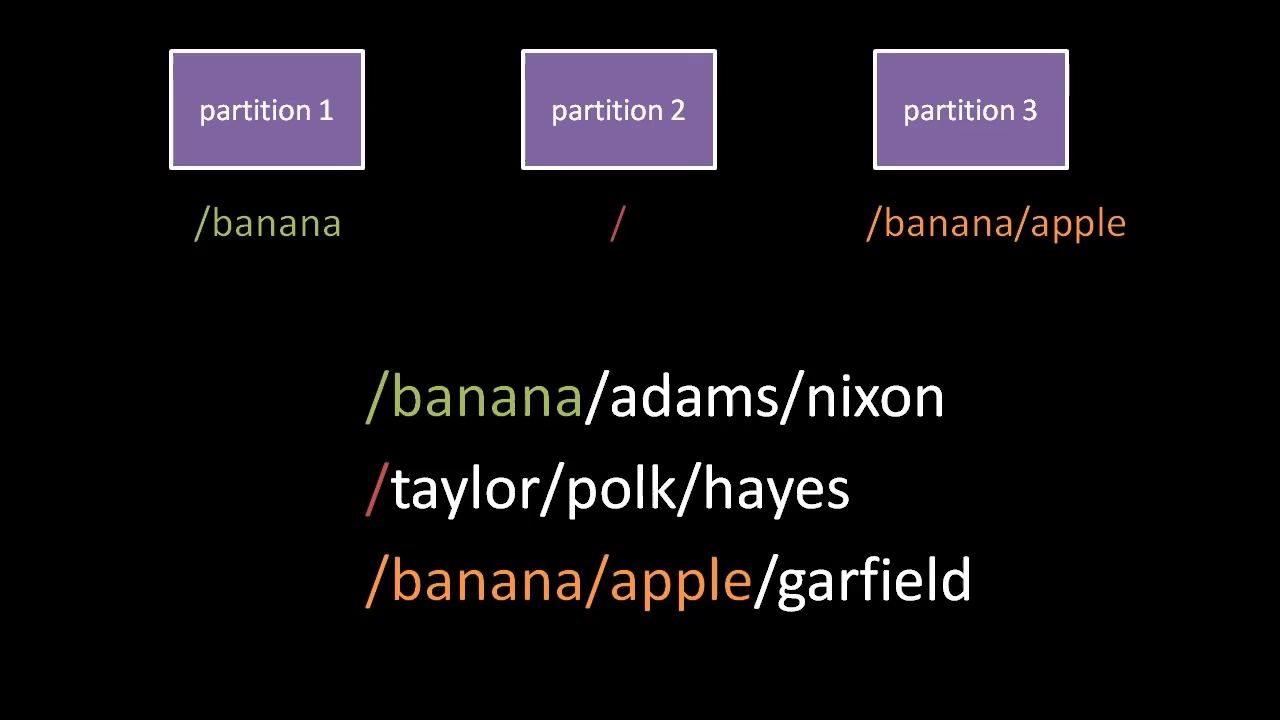 partition 1 partition 2 partition 3
/banana / /banana/apple
/banana/adams/nixon
/taylor/polk/hayes
/banana/apple/garfield